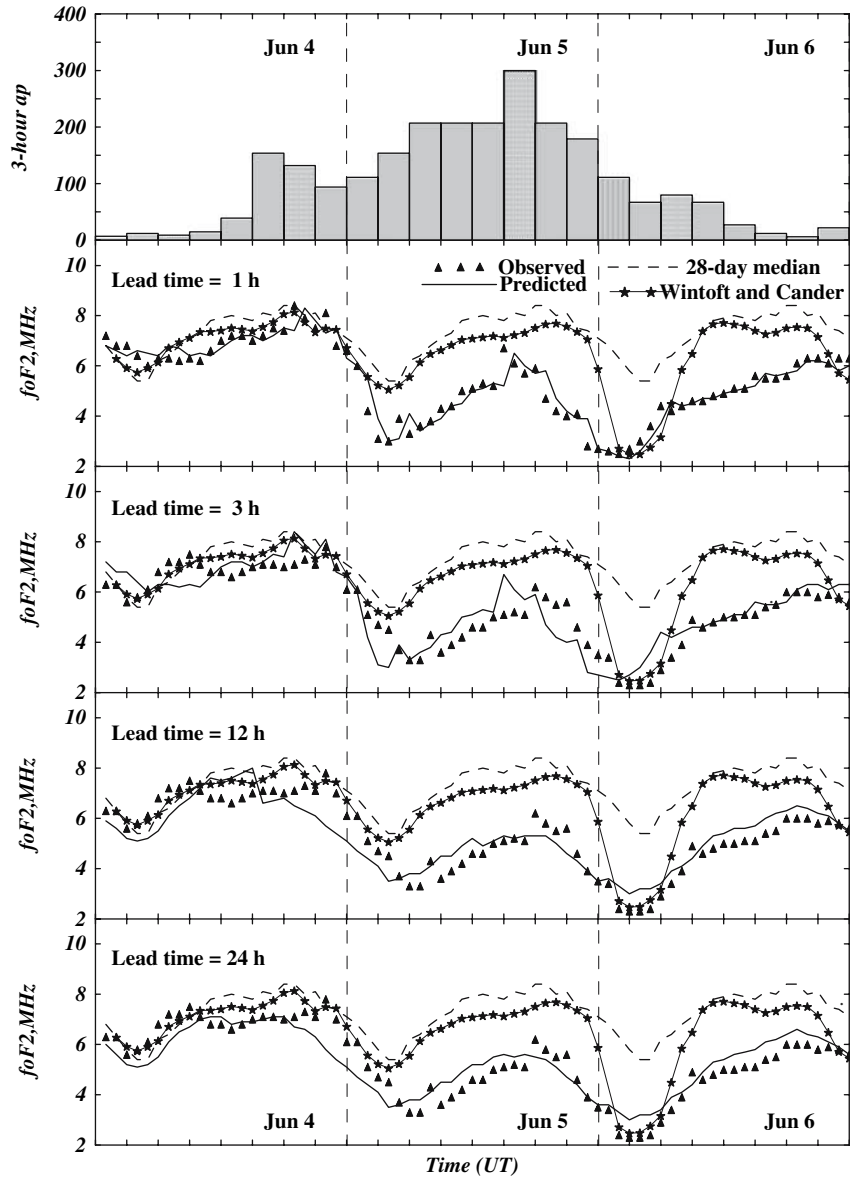 400
300
200
100
0
3-hour ap
Jun 4
Jun 5
Jun 6
10
8
6
4
2
foF2,MHz
Lead time = 1 h
Observed
Predicted
28-day median
Wintoft and Cander
10
8
6
4
2
foF2,MHz
Lead time = 3 h
10
8
6
4
2
foF2,MHz
Lead time = 12 h
10
8
6
4
2
foF2,MHz
Lead time = 24 h
Jun 4
Jun 5
Jun 6
Time (UT)